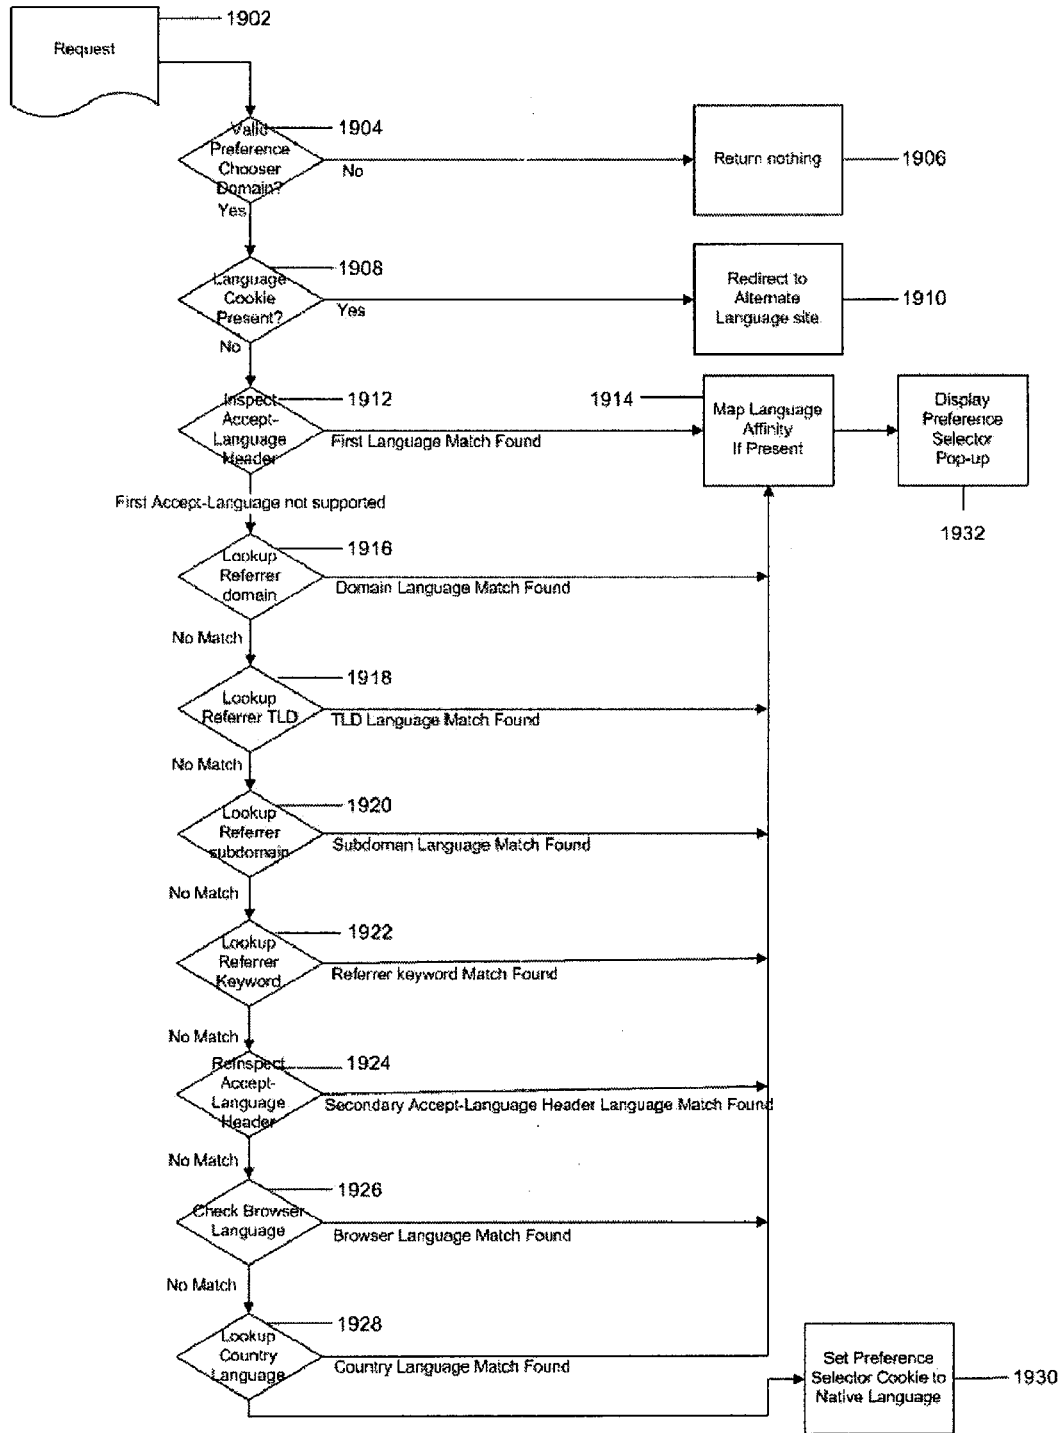 1902
Request
1904
Valid
Preference
Chooser
Domain?
No
Return nothing
1906
Yes
1908
Language
Cookie
Present?
Yes
Redirect to
Alternate
Language site
1910
No
1912
Inspect
Accept-
Language
Header
First Language Match Found
1914
Map Language
Affinity
If Present
Display
Preference
Selector
Pop-up
1932
First Accept-Language not supported
1916
Lookup
Referrer
domain
Domain Language Match Found
No Match
1918
Lookup
Referrer TLD
TLD Language Match Found
No Match
1920
Lookup
Referrer
subdomain
Subdoman Language Match Found
No Match
1922
Lookup
Referrer
Keyword
Referrer keyword Match Found
No Match
1924
Reinspect
Accept-
Language
Header
Secondary Accept-Language Header Language Match Found
No Match
1926
Check Browser
Language
Browser Language Match Found
No Match
1928
Lookup
Country
Language
Country Language Match Found
Set Preference
Selector Cookie to
Native Language
1930